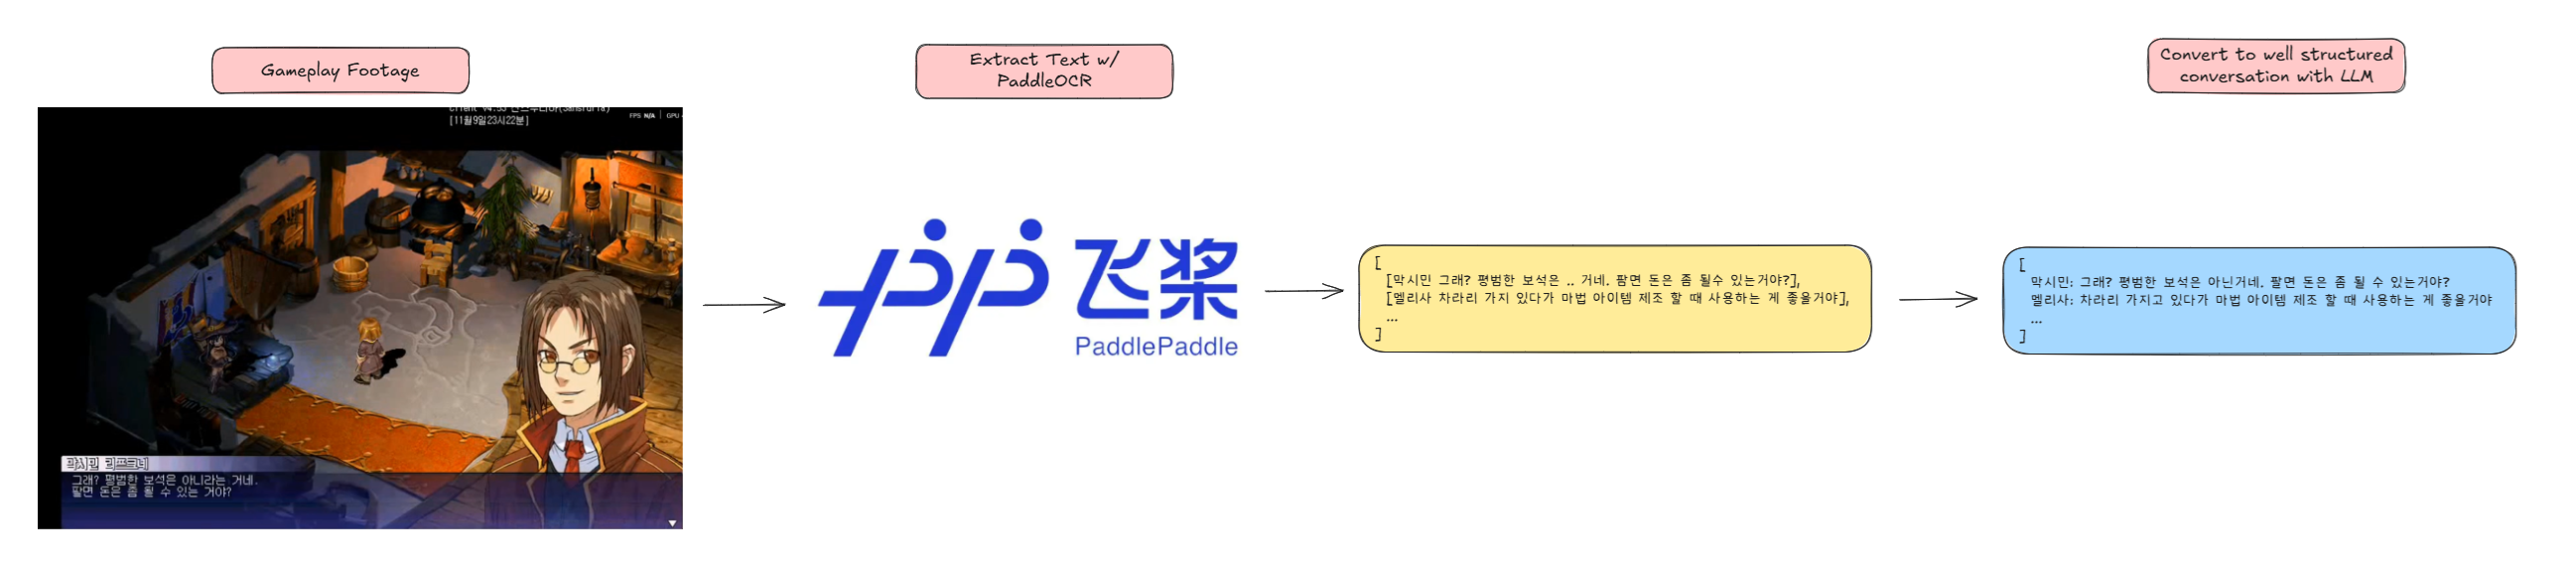 Gameplay Footage
Extract Text w/
PaddleOCR
Convert to well structured
conversation with LLM
[11월9일23시22분]
FPS N/A | GPU
막시민 리프크네
그래? 평범한 보석은 아니라는 거네.
팔면 돈은 좀 될 수 있는 거야?
飞桨
PaddlePaddle
[
[막시민 그래? 평범한 보석은 .. 거네. 팜면 돈은 좀 될수 있는거야?],
[멜리사 차라리 가지 있다가 마법 아이템 제조 할 때 사용하는 게 좋을거야],
...
]
[
막시민: 그래? 평범한 보석은 아닌거네. 팔면 돈은 좀 될 수 있는거야?
멜리사: 차라리 가지고 있다가 마법 아이템 제조 할 때 사용하는 게 좋을거야
...
]